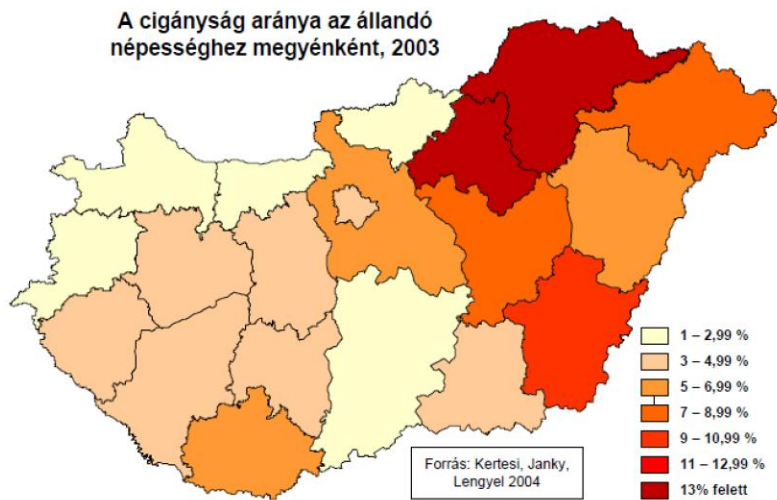 A cigányság aránya az állandó
népességhez megyénként, 2003
1 – 2,99 %
3 – 4,99 %
5 – 6,99 %
7 – 8,99 %
9 – 10,99 %
11 – 12,99 %
13% felett
Forrás: Kertesi, Janky,
Lengyel 2004